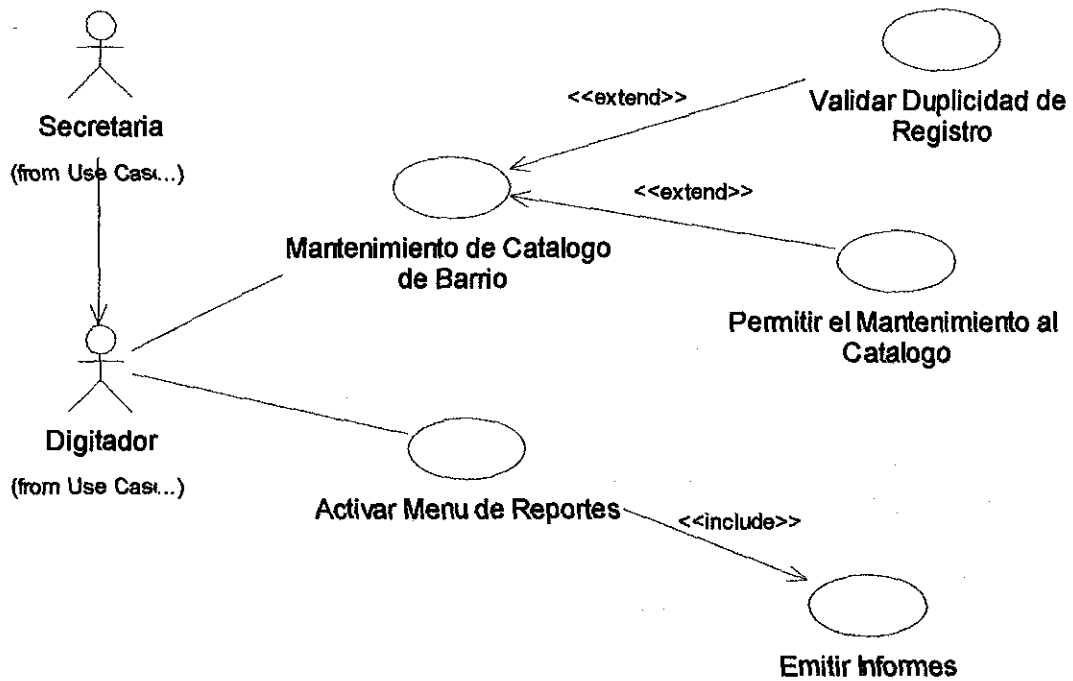 <<extend>>
Validar Duplicidad de
Registro
Secretaria
(from Use Cas(...)
<<extend>>
Mantenimiento de Catalogo
de Barrio
Permitir el Mantenimiento al
Catalogo
Digitador
(from Use Cas(...)
Activar Menu de Reportes
<<include>>
Emitir Informes